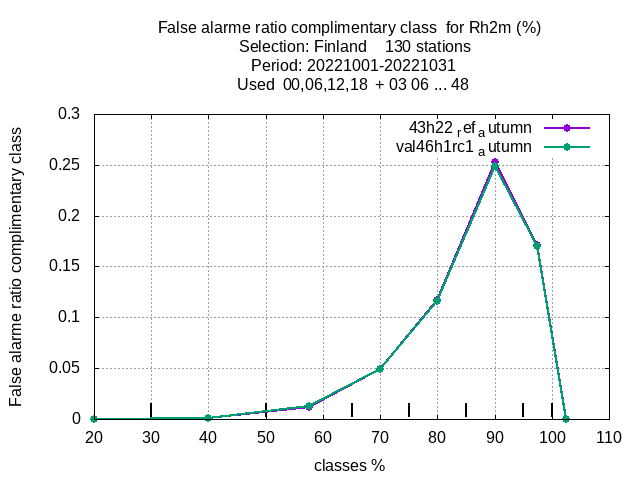 False alarme ratio complimentary class  for Rh2m (%)
Selection: Finland    130 stations
Period: 20221001-20221031
Used  00,06,12,18  + 03 06 ... 48
False alarme ratio complimentary class
43h22_ref_autumn
val46h1rc1_autumn
0.3
0.25
0.2
0.15
0.1
0.05
0
20 30 40 50 60 70 80 90 100 110
classes %